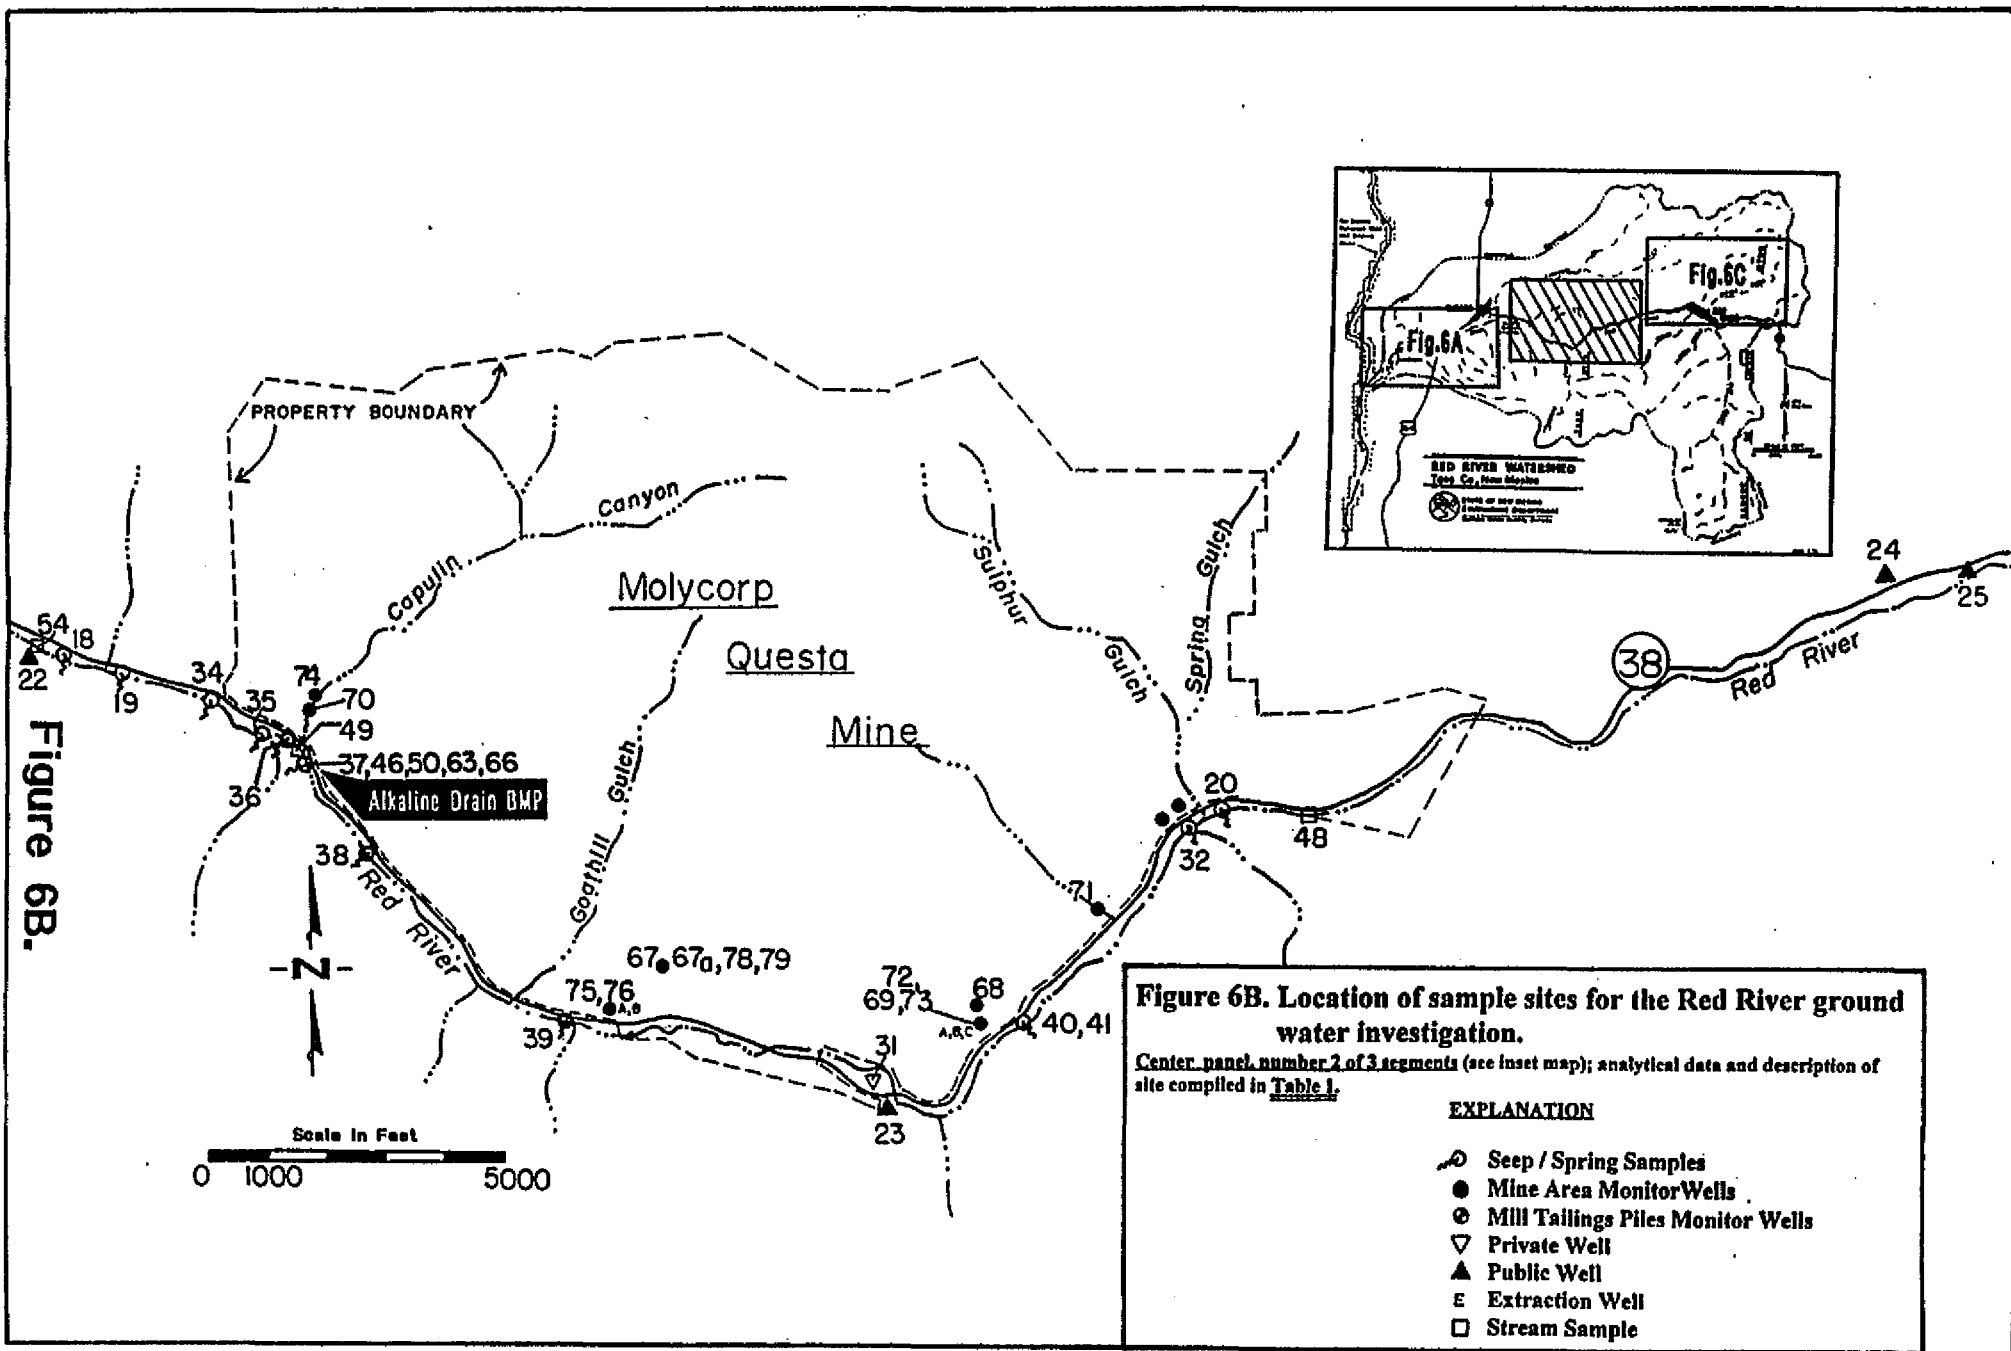 Fig.6C
Fig.6A
RED RIVER WATERSHED
Taos Co., New Mexico
PROPERTY BOUNDARY
Canyon
Capulin
Sulphur
Gulch
Spring
Gulch
Molycorp
Questa
Mine
24
25
38
Red River
54
18
22
19
34
35
74
70
49
37,46,50,63,66
36
Alkaline Drain BMP
Goathill Gulch
38
Red
River
20
48
32
71
67
67a,78,79
75,76
A,B
39
72,
69,73
A,B,C
68
40,41
31
23
-N-
Scale in Feet
0 1000 5000
Figure 6B.
Figure 6B. Location of sample sites for the Red River ground
water investigation.
Center panel, number 2 of 3 segments (see inset map); analytical data and description of
site compiled in Table 1.
EXPLANATION
Seep / Spring Samples
Mine Area Monitor Wells
Mill Tailings Piles Monitor Wells
Private Well
Public Well
E Extraction Well
Stream Sample